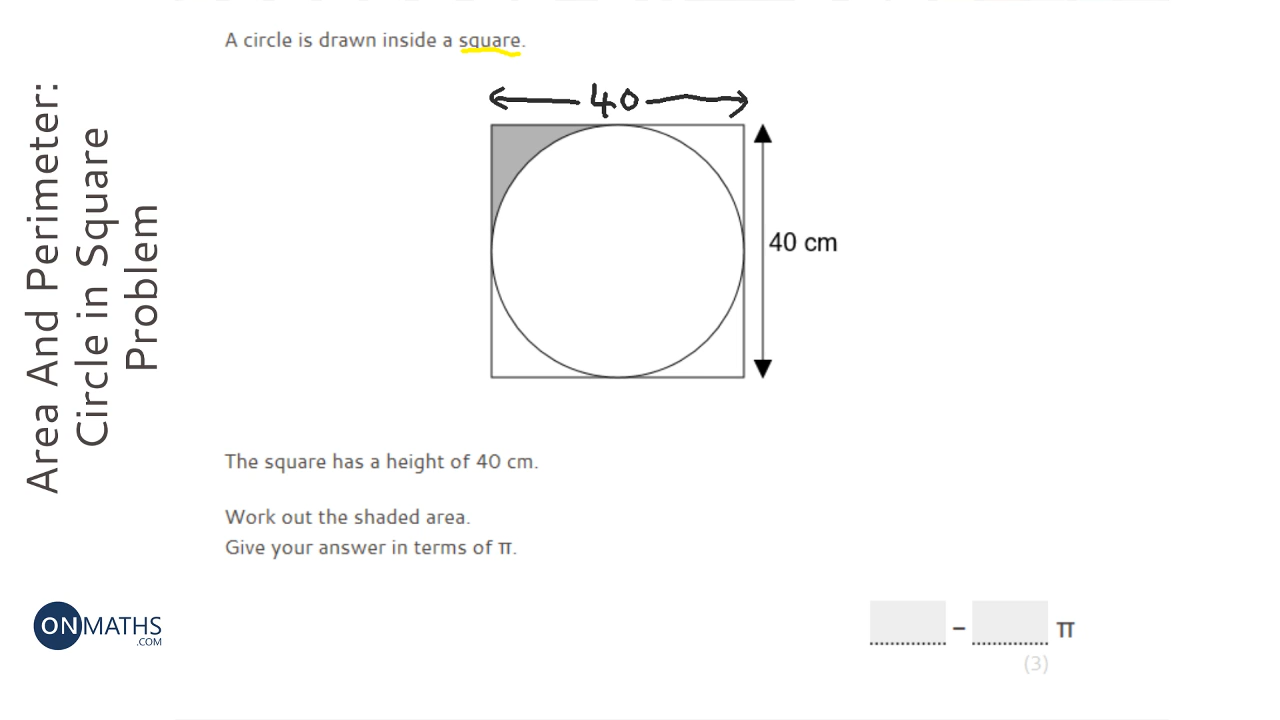 Area And Perimeter:
Circle in Square
Problem
A circle is drawn inside a square.
40
40 cm
The square has a height of 40 cm.
Work out the shaded area.
Give your answer in terms of π.
– π
(3)
ONMATHS
.COM